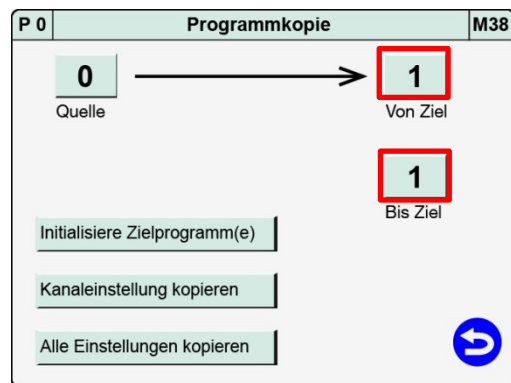 P 0 Programmkopie M38
0 1
Quelle Von Ziel
1
Bis Ziel
Initialisiere Zielprogramm(e)
Kanaleinstellung kopieren
Alle Einstellungen kopieren